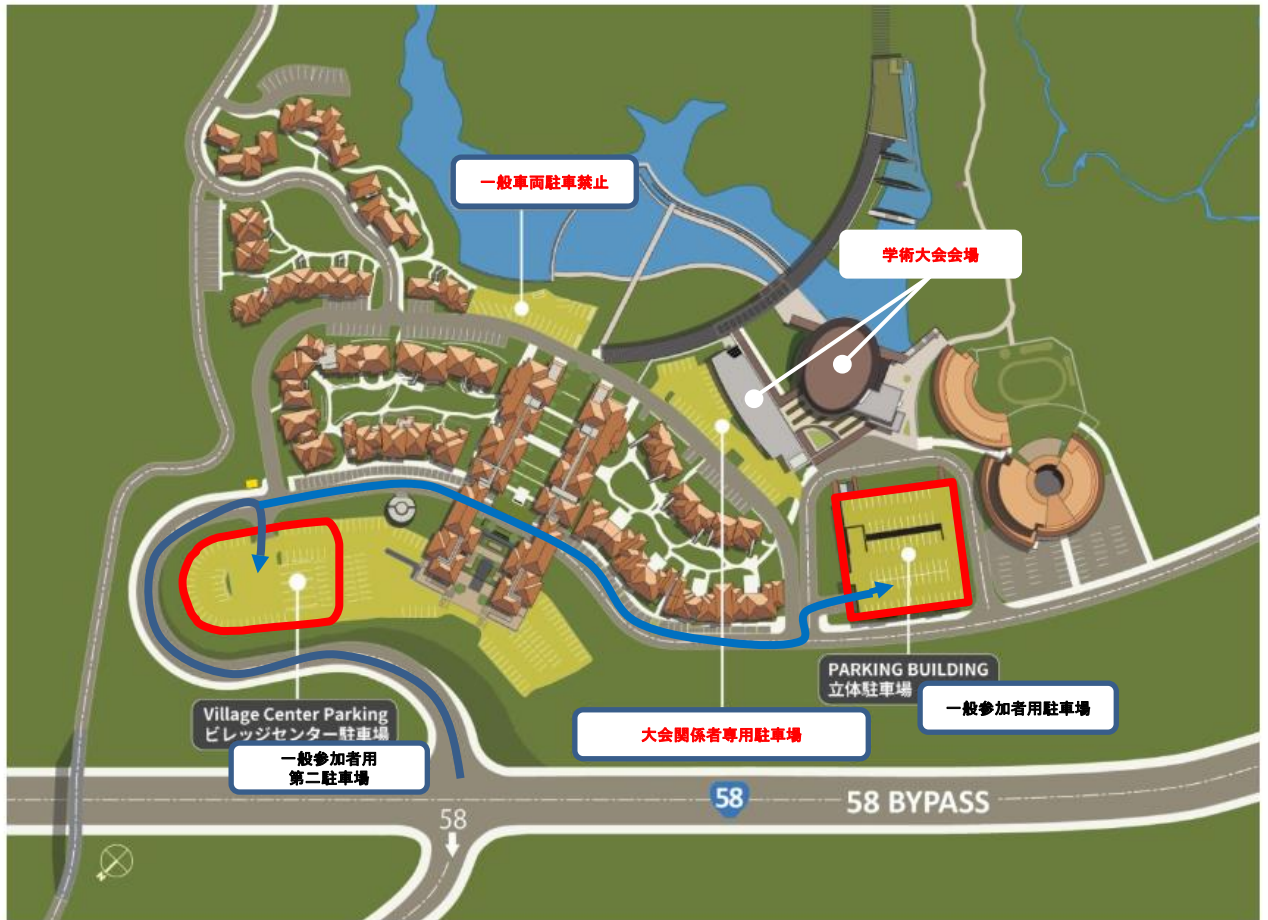 一般車両駐車禁止
学術大会会場
PARKING BUILDING
立体駐車場
一般参加者用駐車場
Village Center Parking
ビレッジセンター駐車場
一般参加者用
第二駐車場
大会関係者専用駐車場
58
58 BYPASS
58